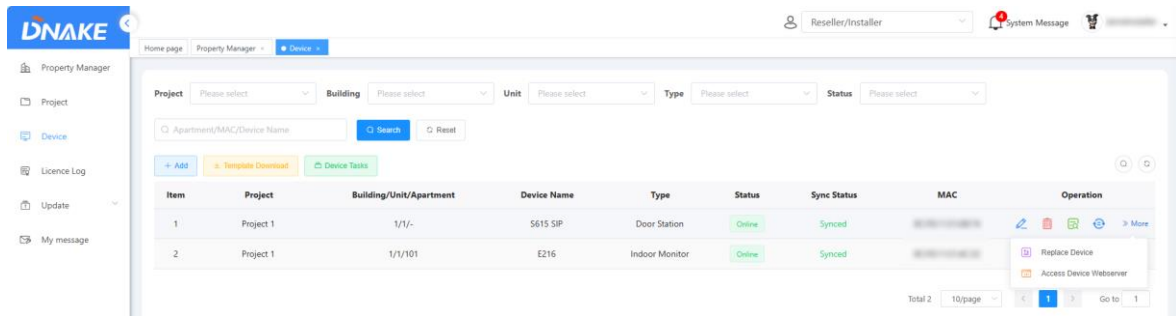 DNAKE
Reseller/Installer
4
System Message
Home page Property Manager × Device ×
Property Manager
Project
Device
Licence Log
Update
My message
Project Please select Building Please select Unit Please select Type Please select Status Please select
Apartment/MAC/Device Name Search Reset
+ Add Template Download Device Tasks
Item Project Building/Unit/Apartment Device Name Type Status Sync Status MAC Operation
1 Project 1 1/1/- S615 SIP Door Station Online Synced » More
2 Project 1 1/1/101 E216 Indoor Monitor Online Synced
Replace Device
Access Device Webserver
Total 2 10/page < 1 > Go to 1